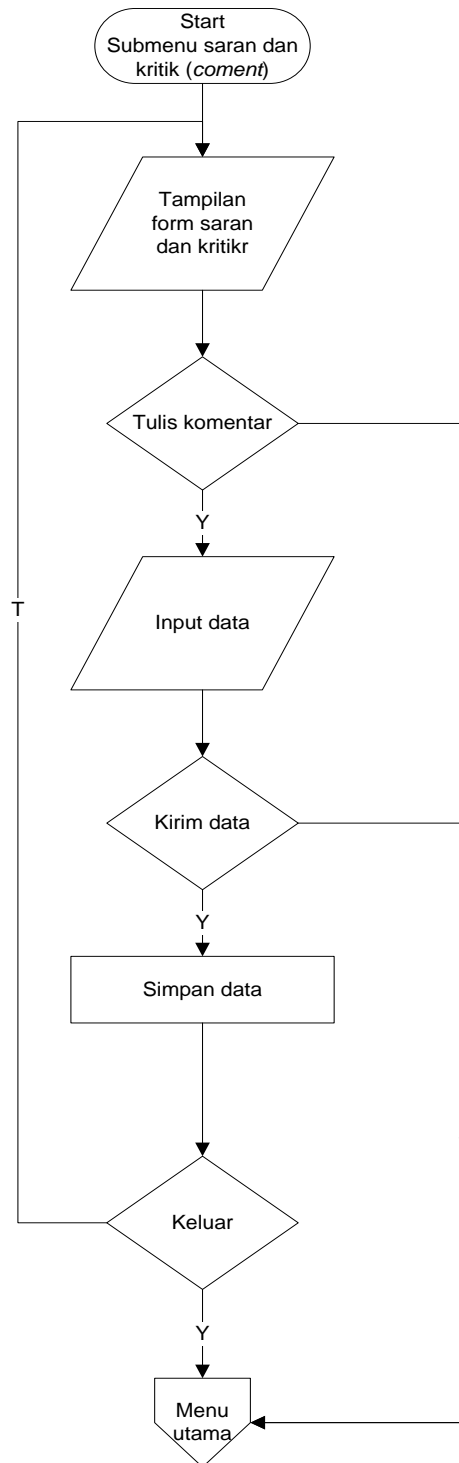 Start
Submenu saran dan
kritik (coment)
Tampilan
form saran
dan kritikr
Tulis komentar
Y
Input data
T
Kirim data
Y
Simpan data
Keluar
Y
Menu
utama